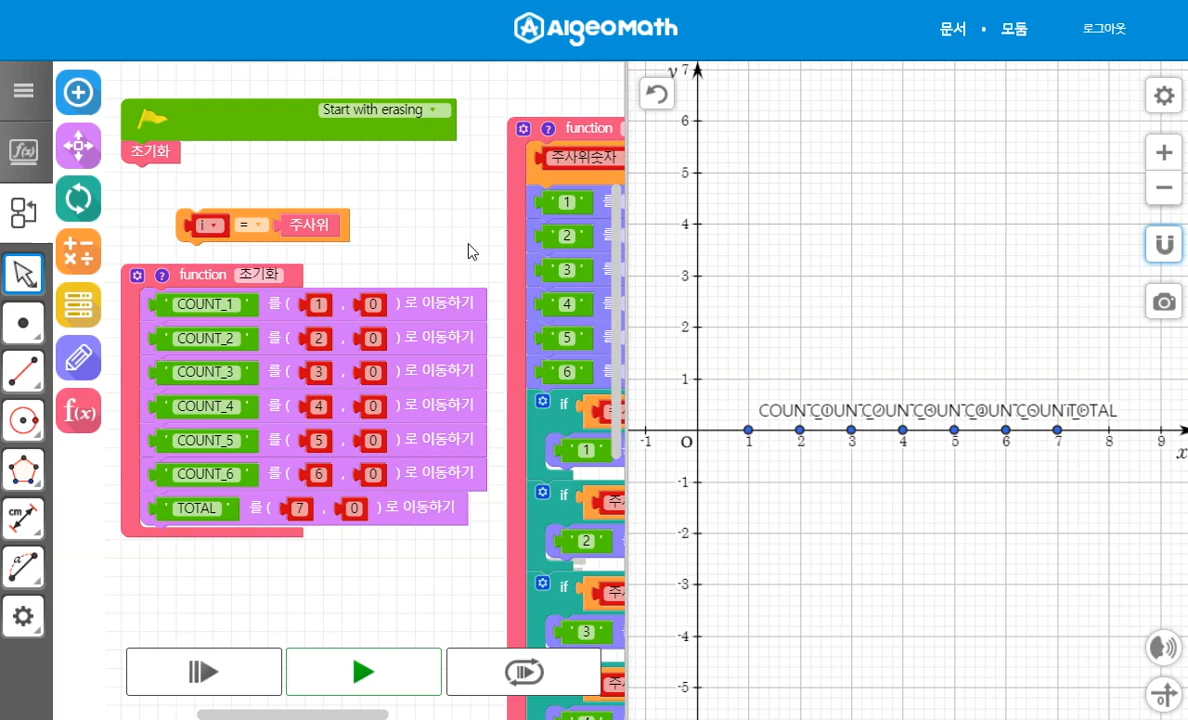 AlgeoMath
문서 • 모둠
로그아웃
Start with erasing
초기화
i = 주사위
? function 초기화
' COUNT_1 ' 를 ( 1 , 0 ) 로 이동하기
' COUNT_2 ' 를 ( 2 , 0 ) 로 이동하기
' COUNT_3 ' 를 ( 3 , 0 ) 로 이동하기
' COUNT_4 ' 를 ( 4 , 0 ) 로 이동하기
' COUNT_5 ' 를 ( 5 , 0 ) 로 이동하기
' COUNT_6 ' 를 ( 6 , 0 ) 로 이동하기
' TOTAL ' 를 ( 7 , 0 ) 로 이동하기
? function
주사위숫자
' 1 ' 를
' 2 '
' 3 '
' 4 '
' 5 '
' 6 '
if
' 1 '
if
' 2 '
if
' 3 '
f(x)
+ − × ÷
f(x)
cm
a°
y
7
6
5
4
3
2
1
-1 O 1 2 3 4 5 6 7 8 9 x
-1
-2
-3
-4
-5
TOTAL